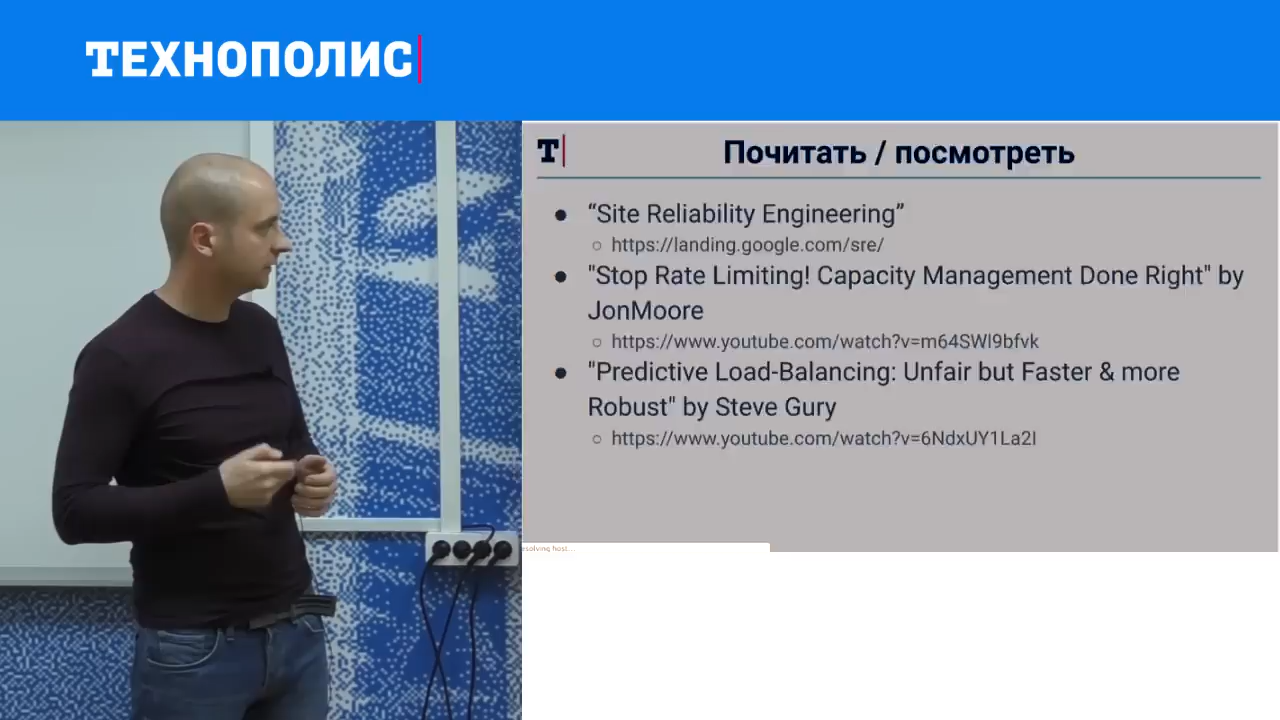 ТЕХНОПОЛИС
T
Почитать / посмотреть
● “Site Reliability Engineering”
○ https://landing.google.com/sre/
● "Stop Rate Limiting! Capacity Management Done Right" by
JonMoore
○ https://www.youtube.com/watch?v=m64SWl9bfvk
● "Predictive Load-Balancing: Unfair but Faster & more
Robust" by Steve Gury
○ https://www.youtube.com/watch?v=6NdxUY1La2I
esolving host...